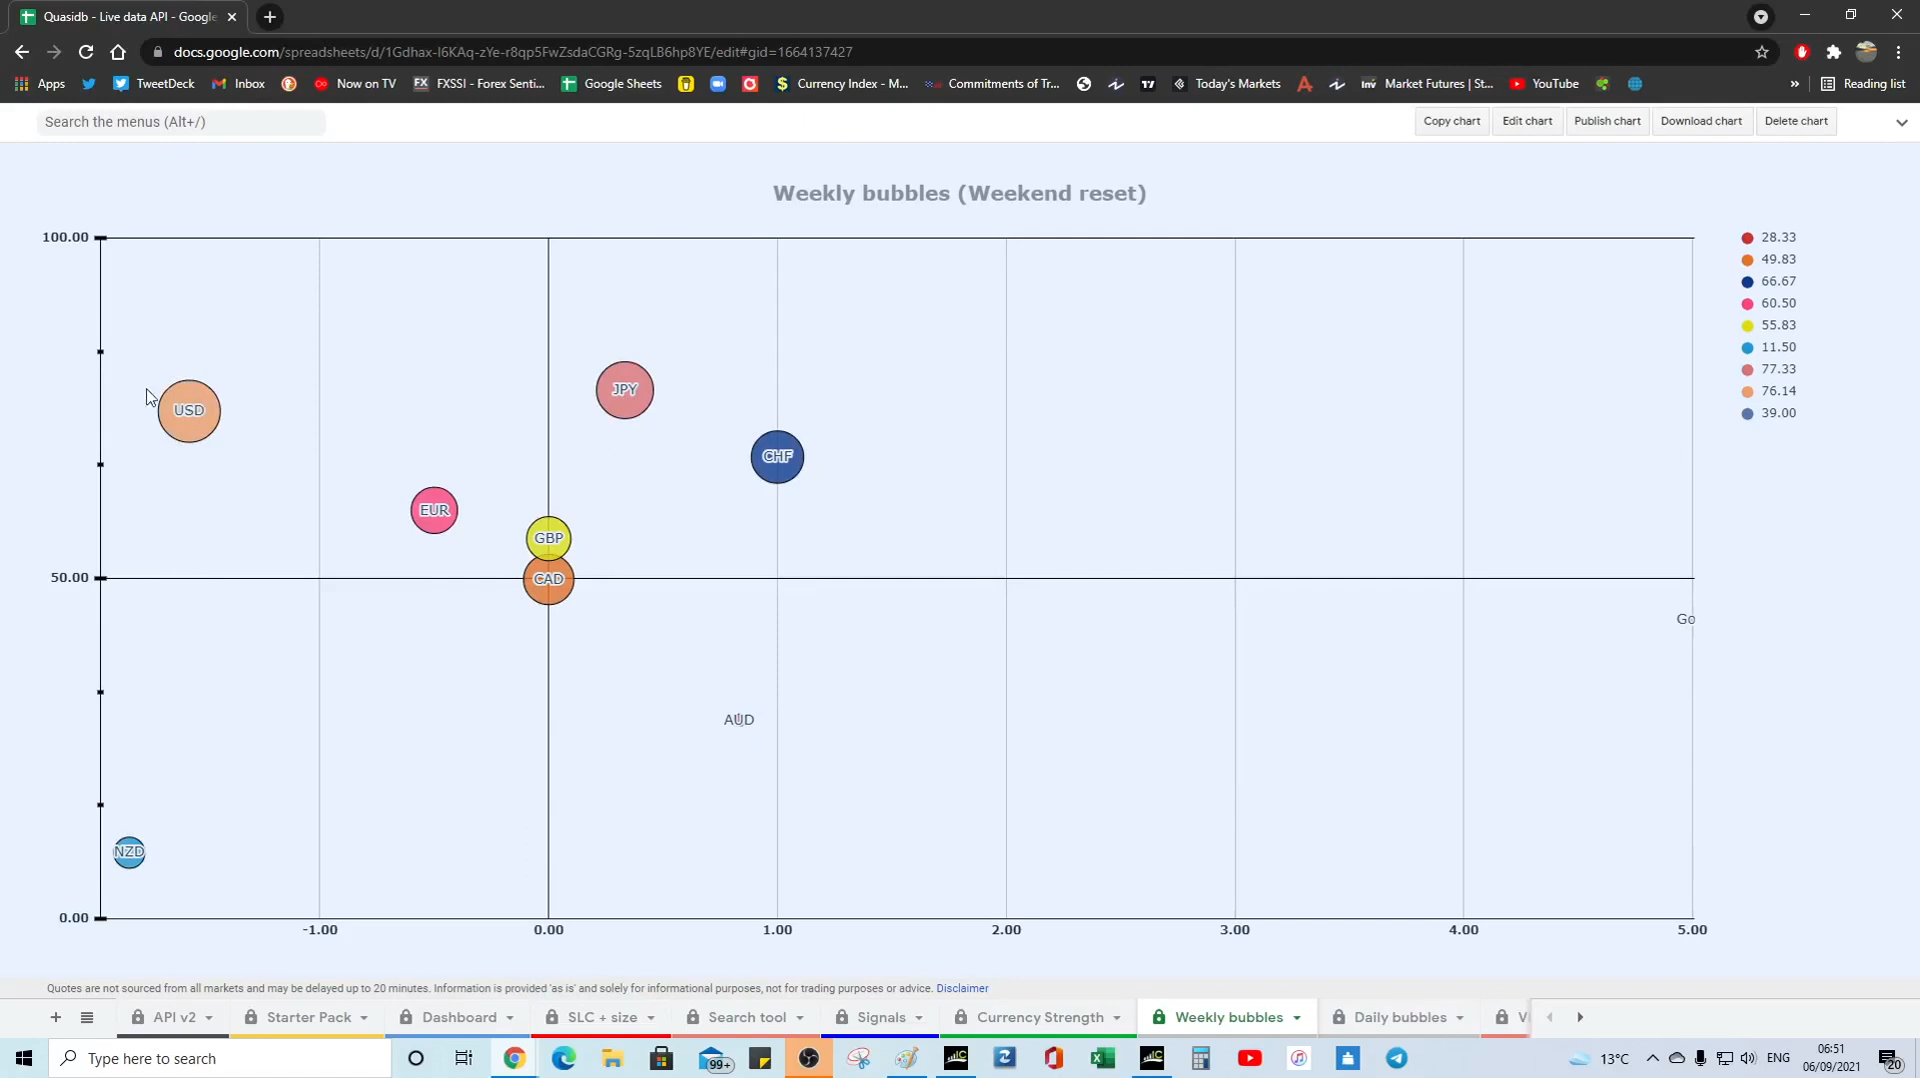 Quasidb - Live data API - Google
docs.google.com/spreadsheets/d/1Gdhax-I6KAq-zYe-r8qp5FwZsdaCGRg-5zqLB6hp8YE/edit#gid=1664137427
Apps TweetDeck Inbox Now on TV FXSSI - Forex Senti... Google Sheets Currency Index - M... Commitments of Tr... Today's Markets Market Futures | St... YouTube » Reading list
Search the menus (Alt+/) Copy chart Edit chart Publish chart Download chart Delete chart
Weekly bubbles (Weekend reset)
100.00
28.33
49.83
66.67
60.50
55.83
11.50
77.33
76.14
39.00
JPY
USD
CHF
EUR
GBP
50.00
CAD
Go
AUD
NZD
0.00
-1.00 0.00 1.00 2.00 3.00 4.00 5.00
Quotes are not sourced from all markets and may be delayed up to 20 minutes. Information is provided 'as is' and solely for informational purposes, not for trading purposes or advice. Disclaimer
+ API v2 Starter Pack Dashboard SLC + size Search tool Signals Currency Strength Weekly bubbles Daily bubbles
Type here to search 99+ 13°C ENG 06:51
06/09/2021 20